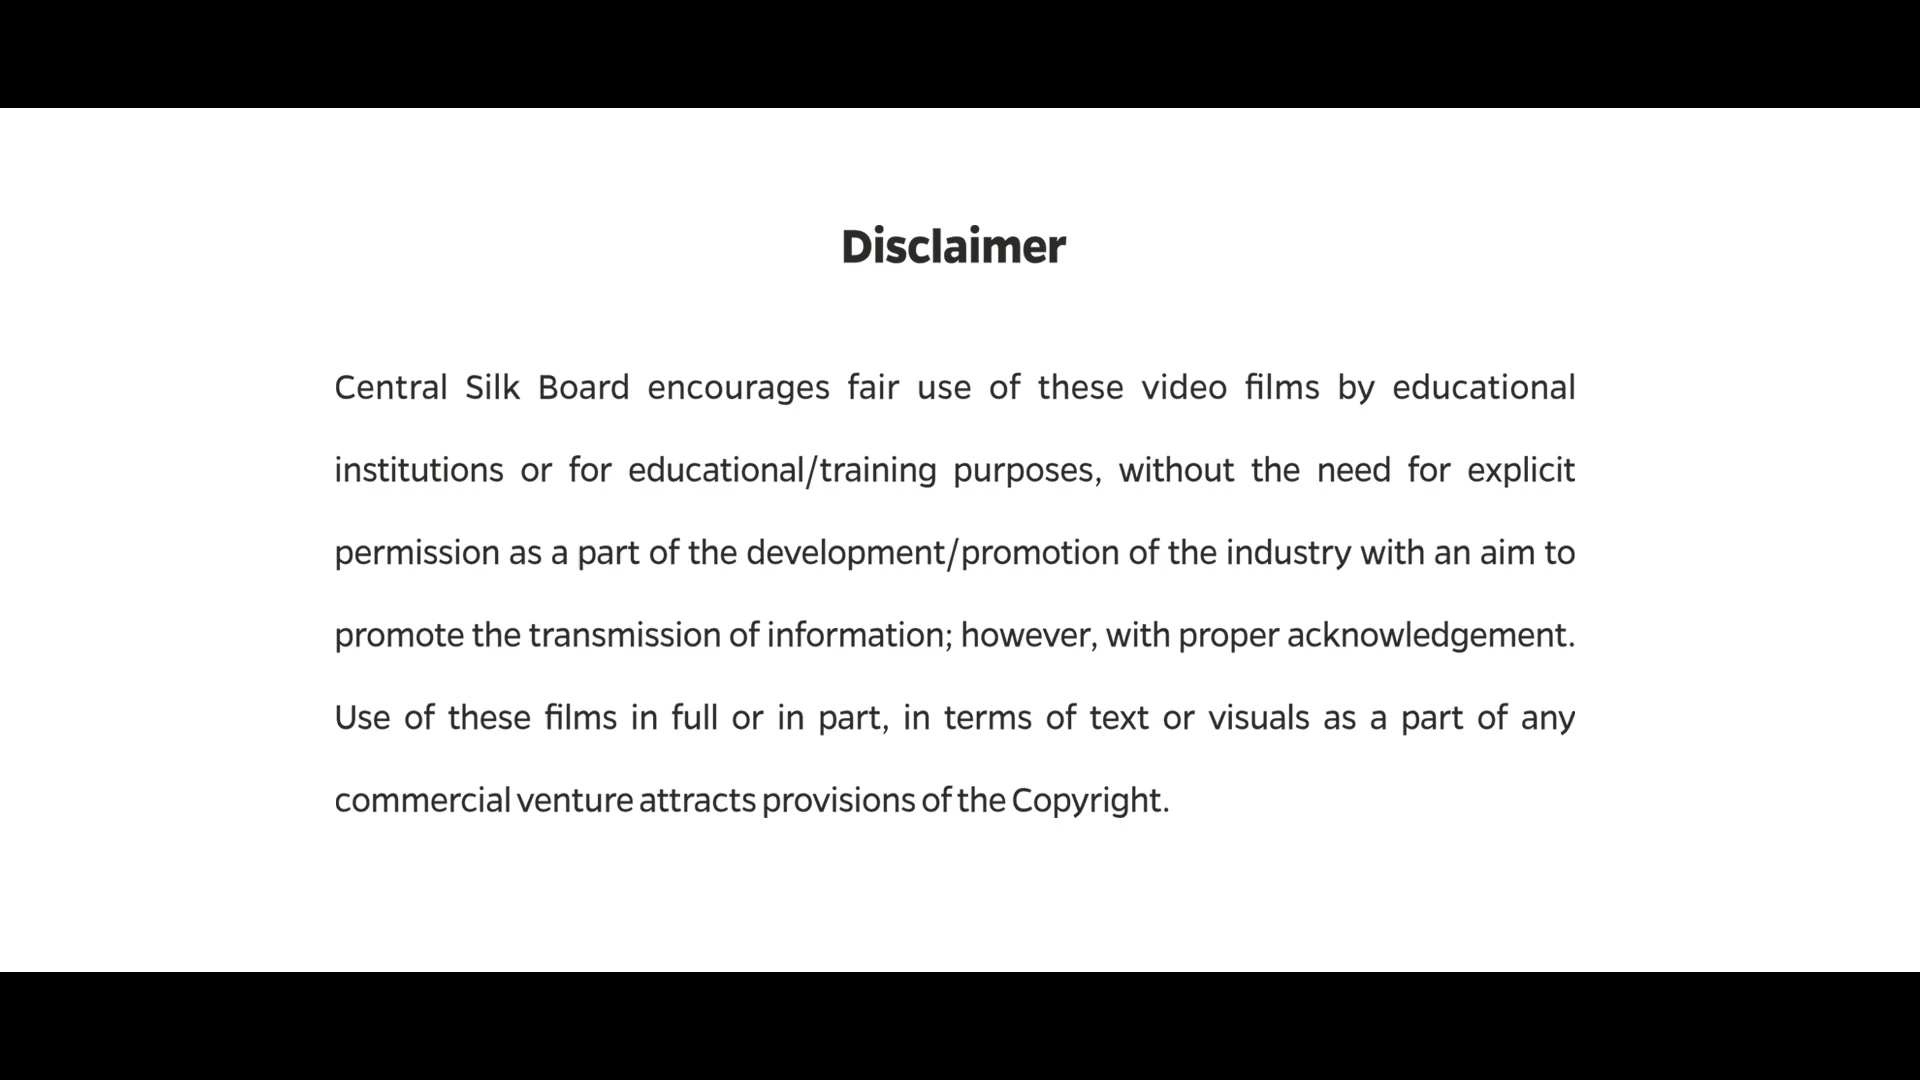 Disclaimer
Central Silk Board encourages fair use of these video films by educational
institutions or for educational/training purposes, without the need for explicit
permission as a part of the development/promotion of the industry with an aim to
promote the transmission of information; however, with proper acknowledgement.
Use of these films in full or in part, in terms of text or visuals as a part of any
commercial venture attracts provisions of the Copyright.